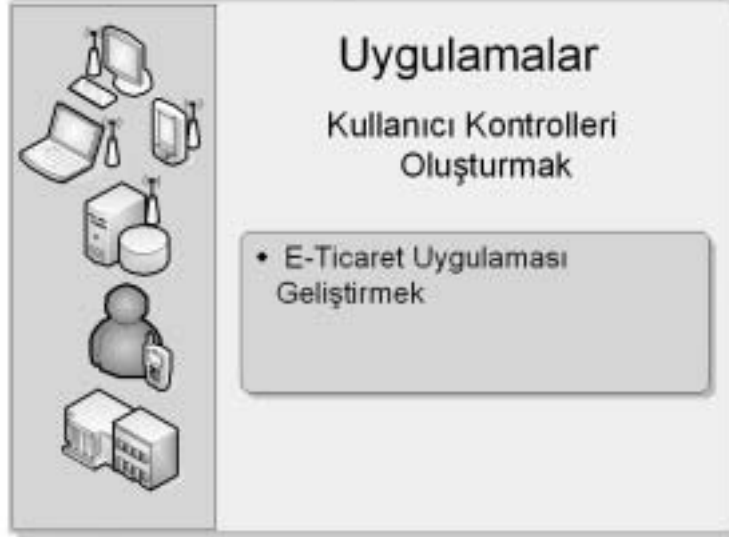 Uygulamalar
Kullanıcı Kontrolleri
Oluşturmak
• E-Ticaret Uygulaması
Geliştirmek